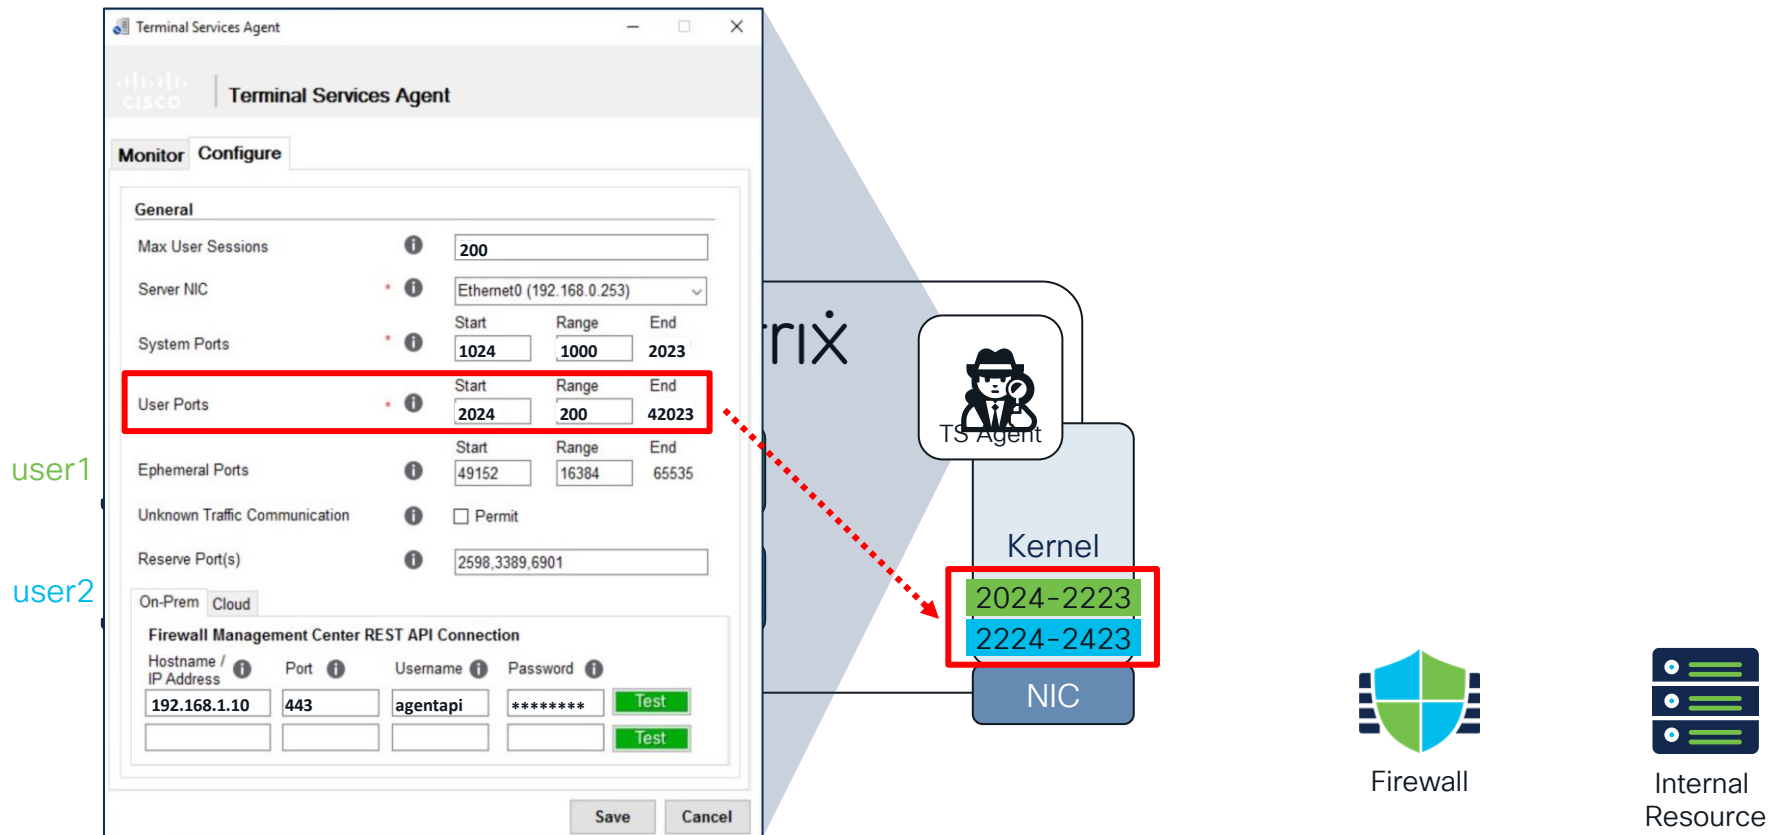 Terminal Services Agent
CISCO
Terminal Services Agent
Monitor Configure
General
Max User Sessions 200
Server NIC * Ethernet0 (192.168.0.253)
Start Range End
System Ports * 1024 1000 2023
Start Range End
User Ports * 2024 200 42023
Start Range End
Ephemeral Ports 49152 16384 65535
Unknown Traffic Communication Permit
Reserve Port(s) 2598,3389,6901
On-Prem Cloud
Firewall Management Center REST API Connection
Hostname /
IP Address Port Username Password
192.168.1.10 443 agentapi ******** Test
Test
Save Cancel
user1
user2
TS Agent
Kernel
2024-2223
2224-2423
NIC
Firewall
Internal
Resource